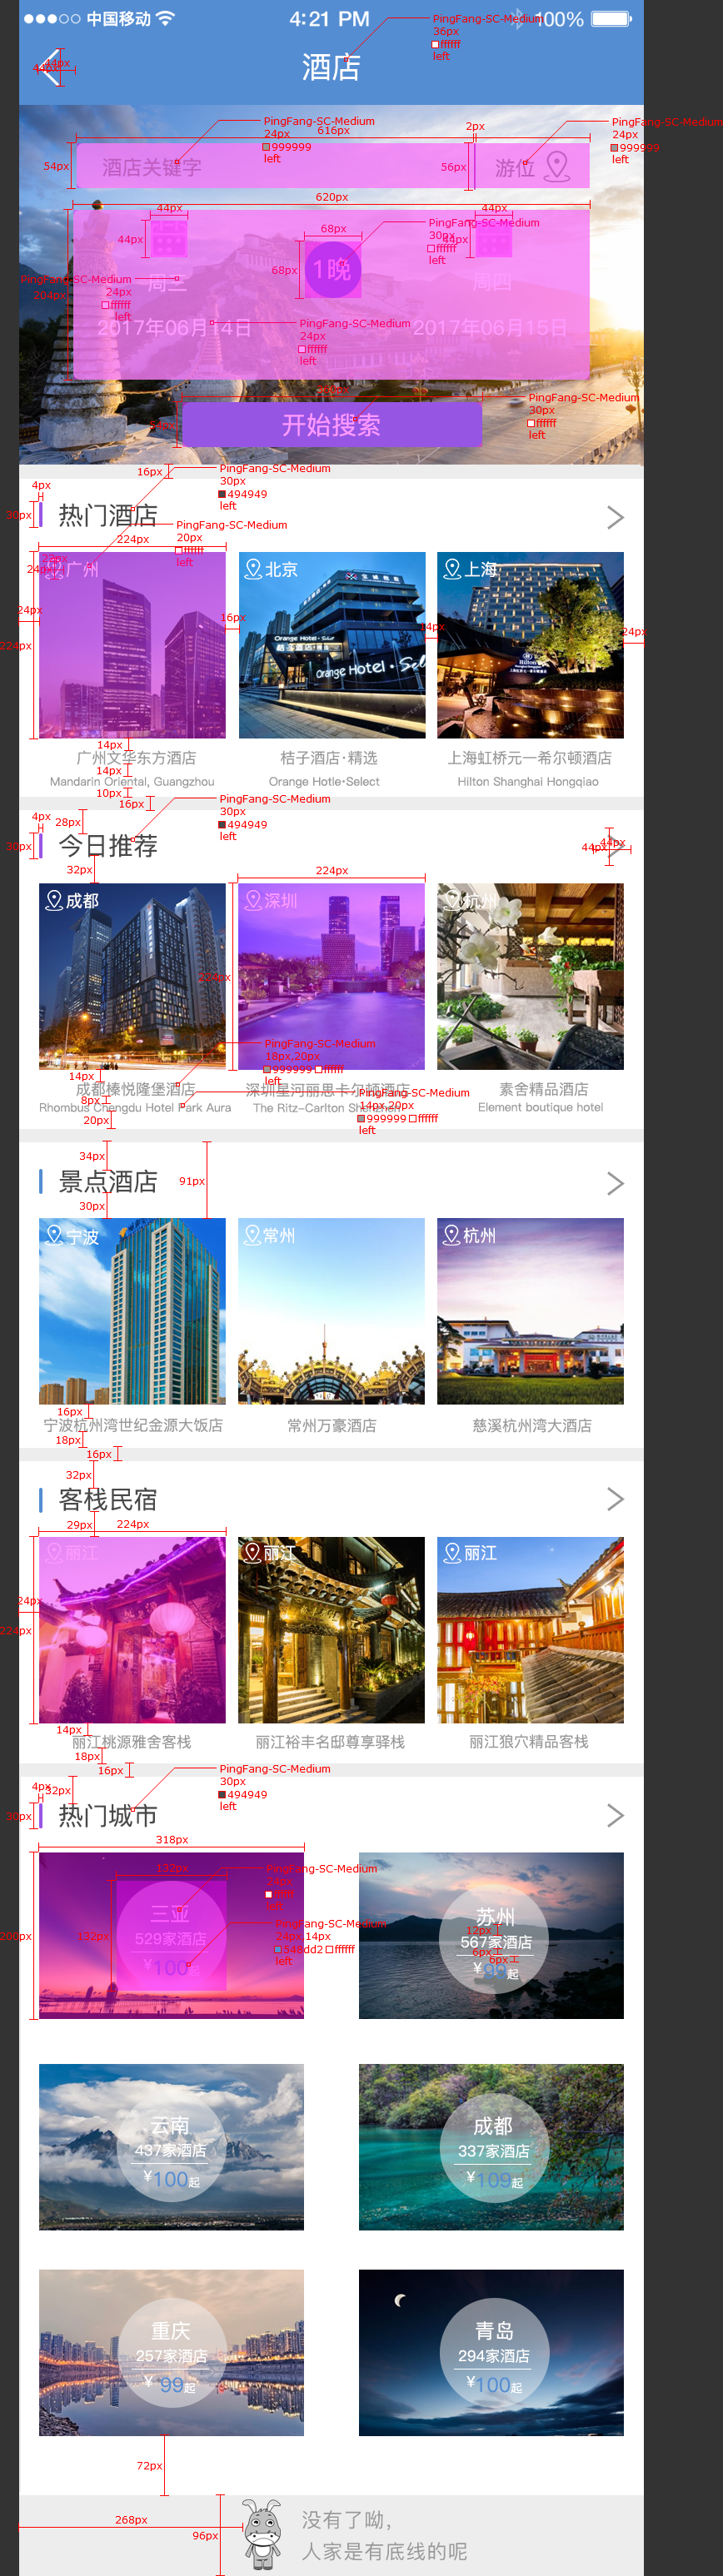 中国移动 4:21 PM 100%
PingFang-SC-Medium
36px
ffffff
left
酒店
44px
44px
PingFang-SC-Medium
24px
999999
left
616px
2px
PingFang-SC-Medium
24px
999999
left
54px
酒店关键字
56px
游位
620px
44px
68px
44px
44px
68px
1晚
PingFang-SC-Medium
30px
ffffff
left
44px
PingFang-SC-Medium
24px
ffffff
left
周三
周四
204px
2017年06月14日
2017年06月15日
PingFang-SC-Medium
24px
ffffff
left
PingFang-SC-Medium
30px
ffffff
left
54px
开始搜索
16px
PingFang-SC-Medium
30px
494949
left
4px
30px
热门酒店
PingFang-SC-Medium
20px
ffffff
left
224px
24px
广州
北京
上海
24px
224px
16px
14px
24px
Orange Hotel
Hilton
14px
广州文华东方酒店
桔子酒店·精选
上海虹桥元一希尔顿酒店
14px
Mandarin Oriental, Guangzhou
Orange Hotle·Select
Hilton Shanghai Hongqiao
10px
16px
PingFang-SC-Medium
30px
494949
left
4px
28px
30px
今日推荐
44px
44px
32px
224px
成都
深圳
杭州
224px
PingFang-SC-Medium
18px,20px
999999 ffffff
left
14px
成都榛悦隆堡酒店
深圳星河丽思卡尔顿酒店
素舍精品酒店
PingFang-SC-Medium
14px,20px
999999 ffffff
left
8px
Rhombus Chengdu Hotel Park Aura
The Ritz-Carlton Shenzhen
Element boutique hotel
20px
34px
景点酒店
91px
30px
宁波
常州
杭州
16px
宁波杭州湾世纪金源大饭店
常州万豪酒店
慈溪杭州湾大酒店
18px
16px
32px
客栈民宿
29px
224px
丽江
丽江
丽江
24px
224px
14px
丽江桃源雅舍客栈
丽江裕丰名邸尊享驿栈
丽江狼穴精品客栈
18px
16px
PingFang-SC-Medium
30px
494949
left
4px
32px
30px
热门城市
318px
132px
PingFang-SC-Medium
24px
ffffff
left
200px
132px
三亚
529家酒店
¥100起
PingFang-SC-Medium
24px,14px
548dd2 ffffff
left
苏州
12px
567家酒店
6px
6px
¥99起
云南
437家酒店
¥100起
成都
337家酒店
¥109起
重庆
257家酒店
¥99起
青岛
294家酒店
¥100起
72px
268px
96px
没有了呦，
人家是有底线的呢